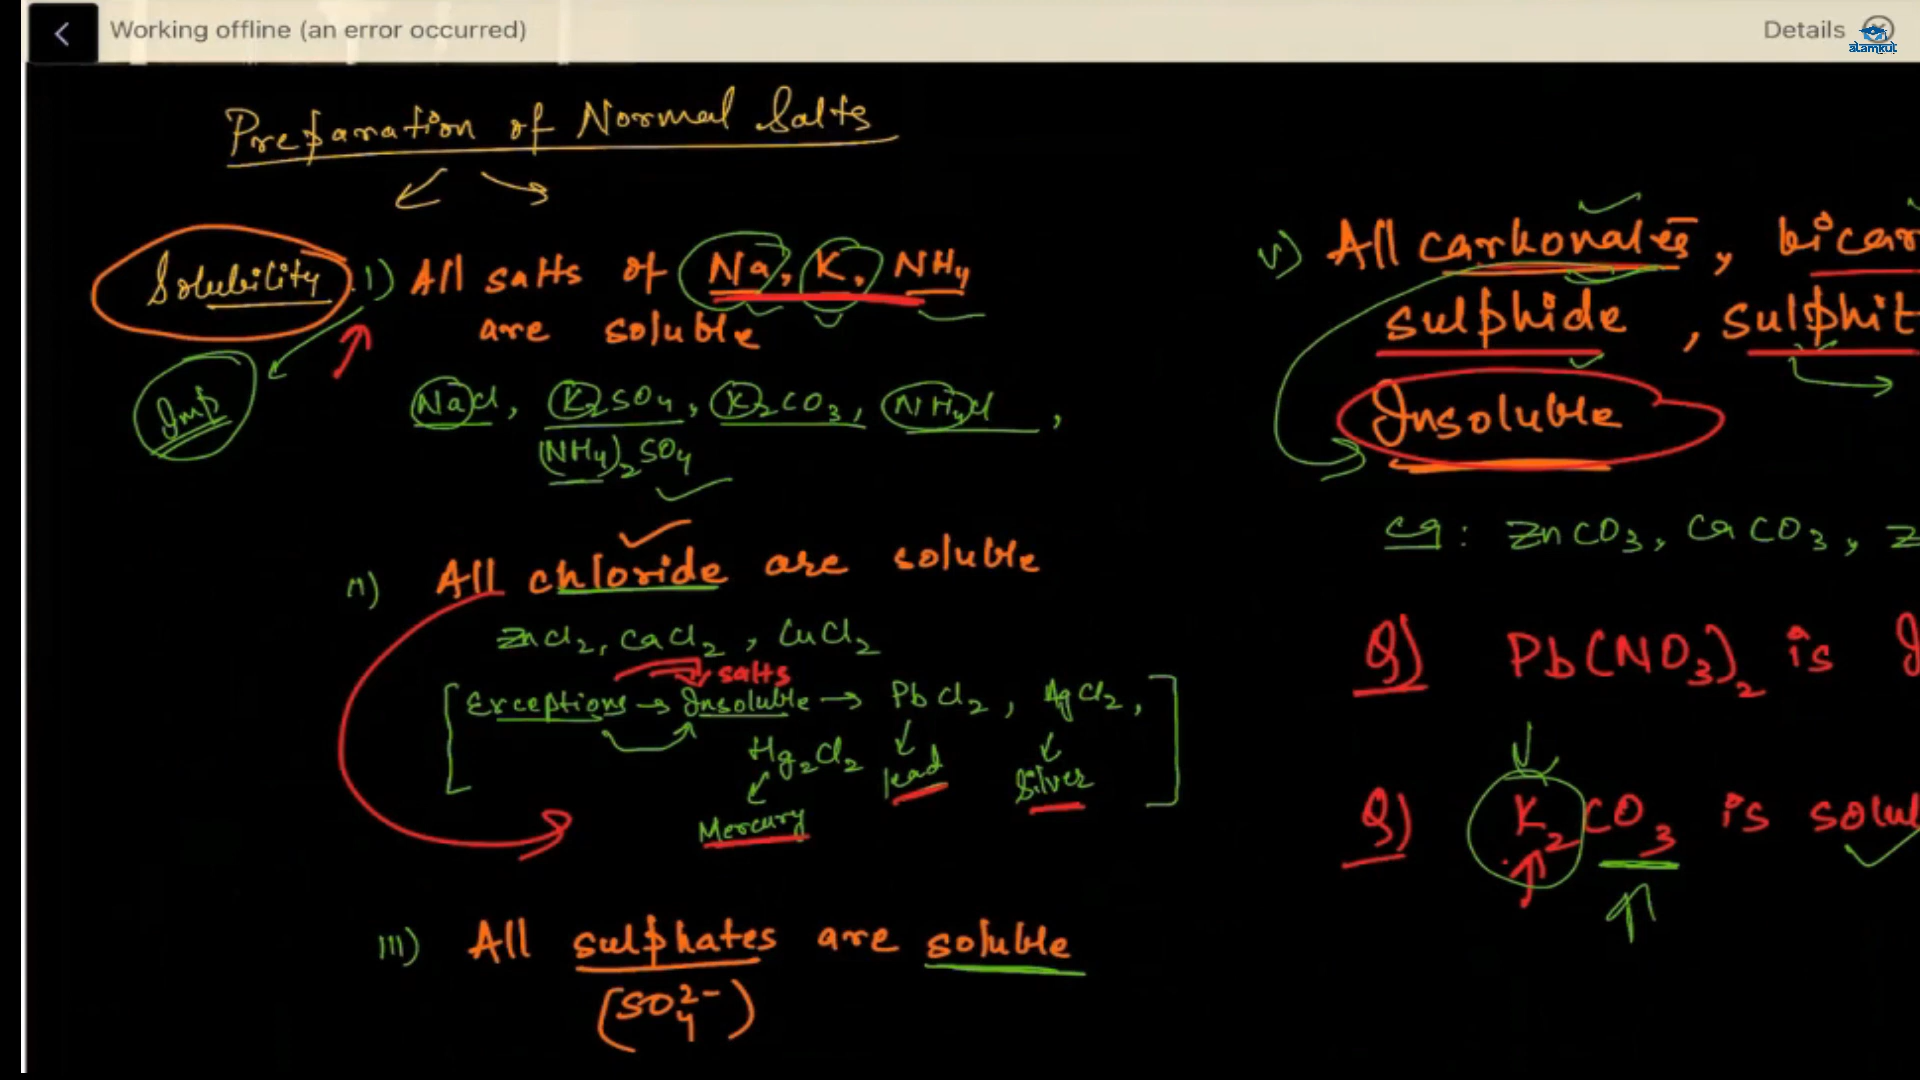 Working offline (an error occurred)
Details
alamkut
Preparation of Normal Salts
Solubility
Imp
I) All salts of Na, K, NH4
are soluble
NaCl, K2SO4, K2CO3, NH4Cl,
(NH4)2SO4
II) All chloride are soluble
ZnCl2, CaCl2, CuCl2
salts
[Exceptions → Insoluble → PbCl2, AgCl2,]
Hg2Cl2
lead
Silver
Mercury
III) All sulphates are soluble
(SO4 2-)
V) All carbonates, bicar
sulphide, sulphit
Insoluble
eg: ZnCO3, CaCO3, Z
Q) Pb(NO3)2 is I
Q) K2CO3 is solu